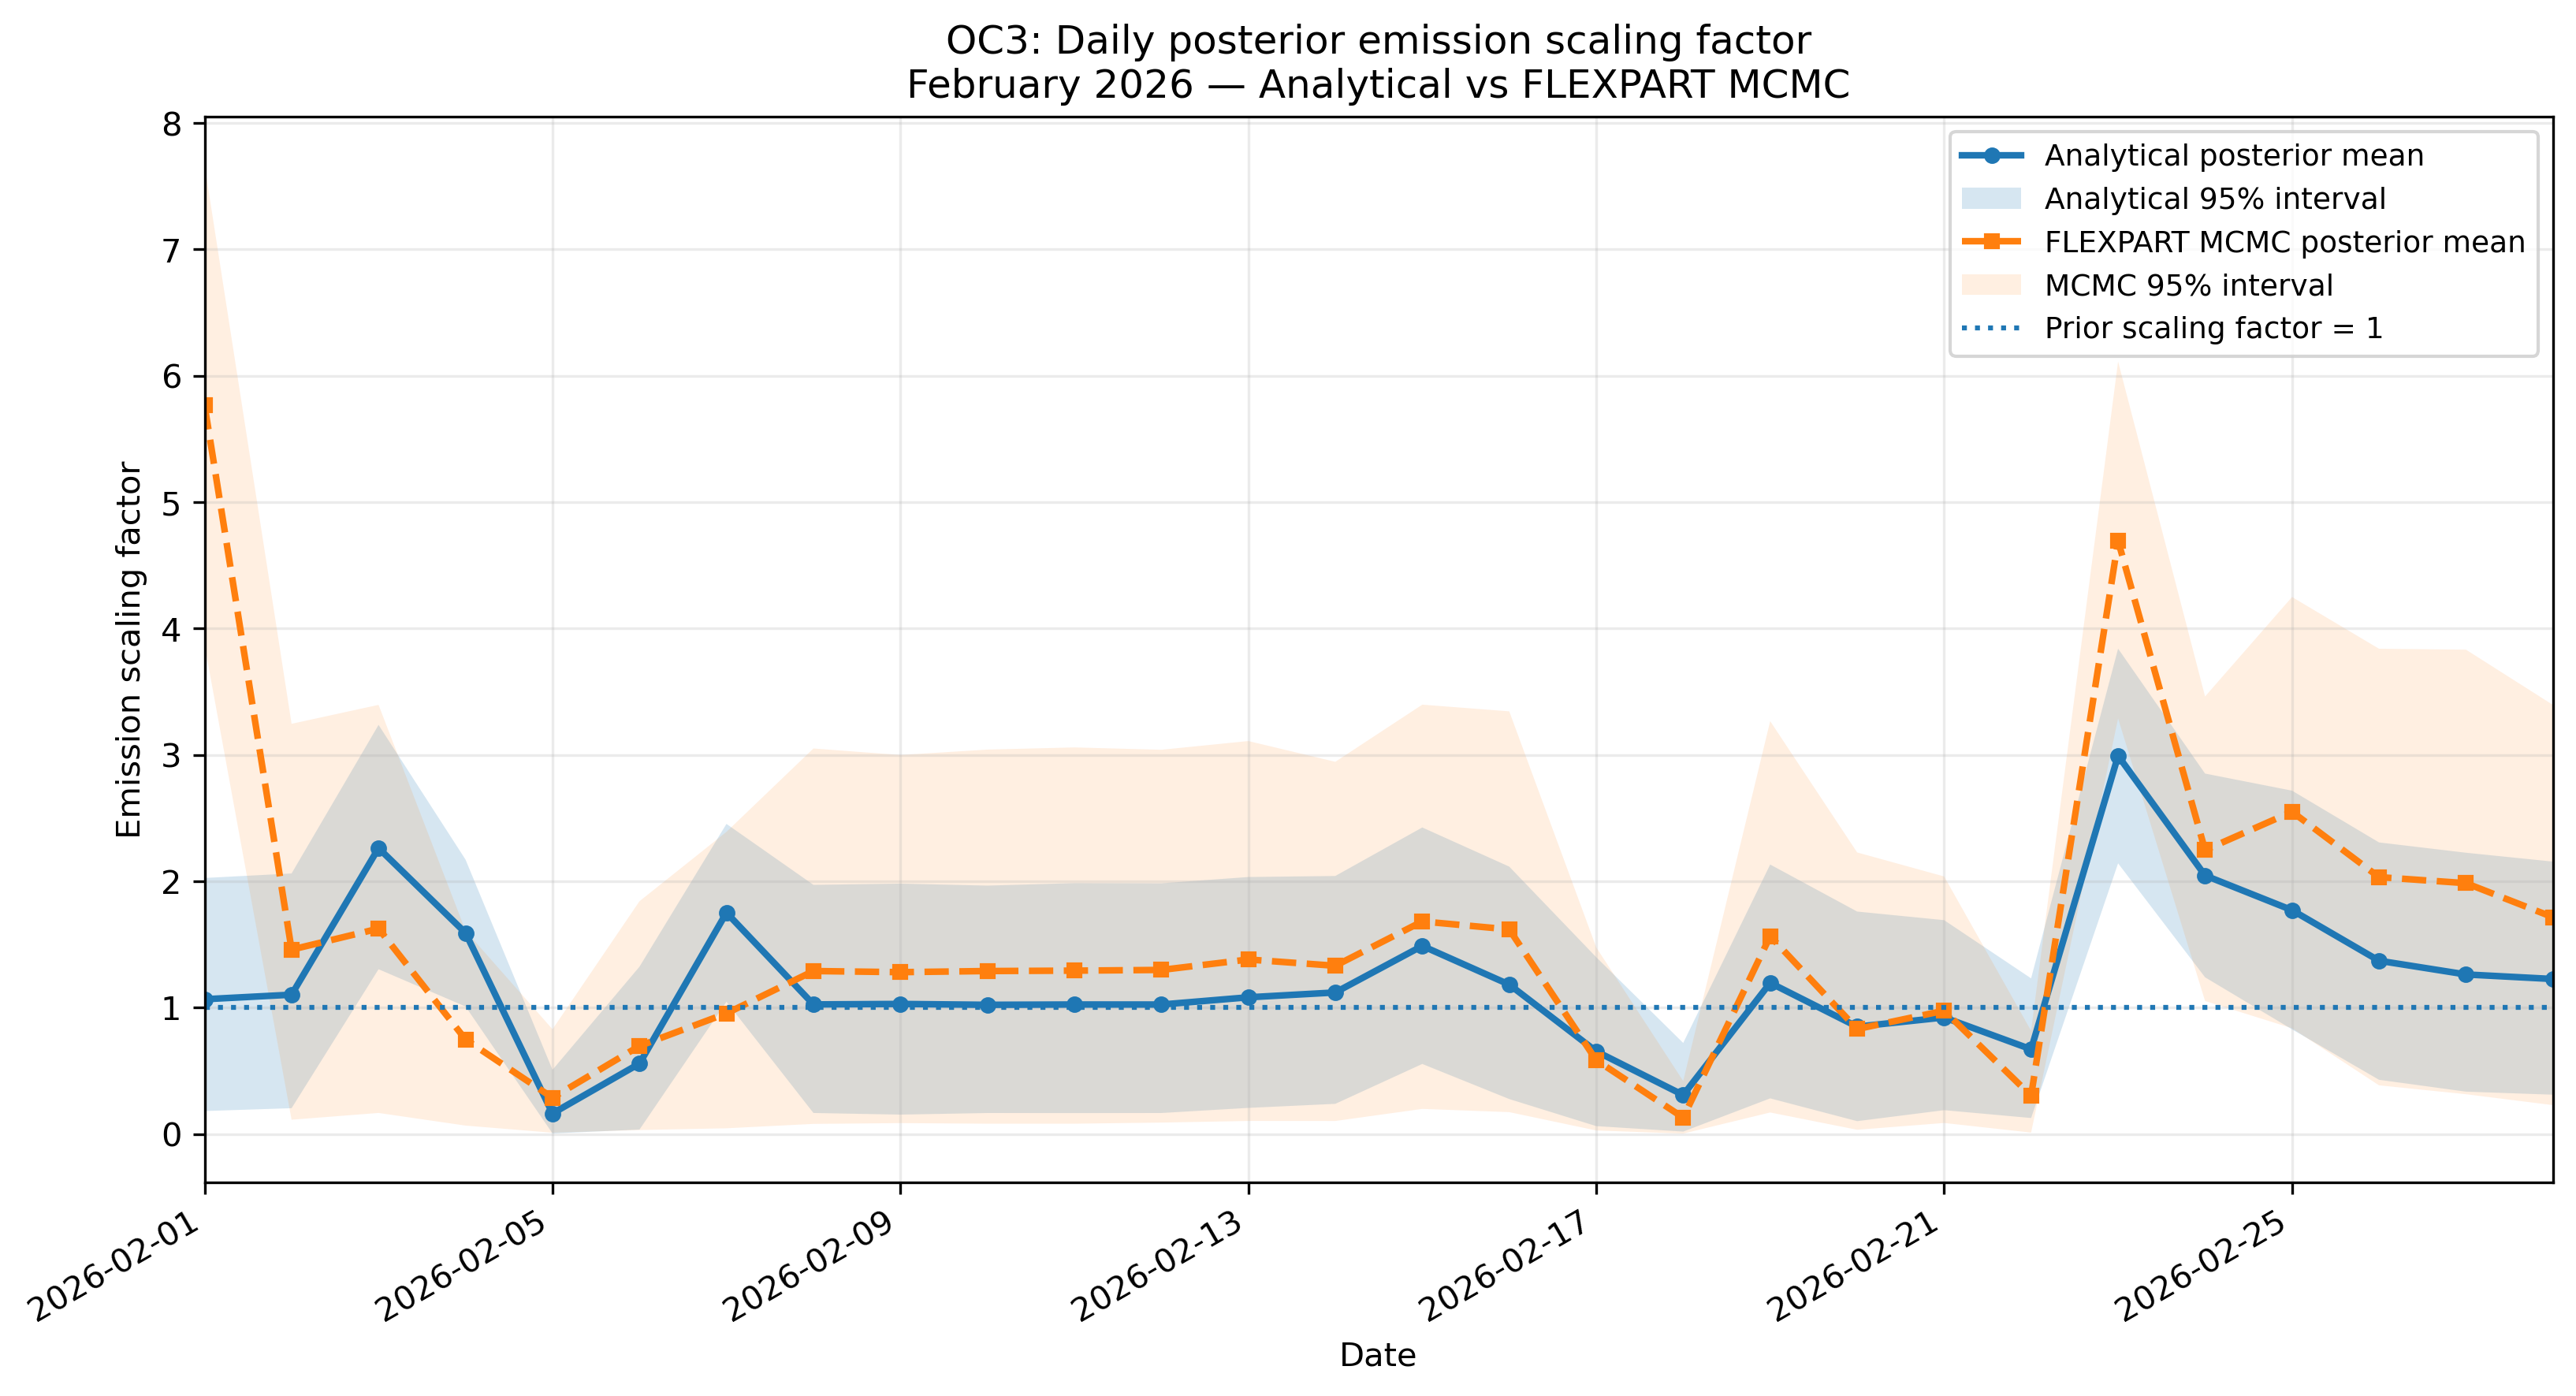 OC3: Daily posterior emission scaling factor
February 2026 — Analytical vs FLEXPART MCMC
Emission scaling factor
8
7
6
5
4
3
2
1
0
Analytical posterior mean
Analytical 95% interval
FLEXPART MCMC posterior mean
MCMC 95% interval
Prior scaling factor = 1
2026-02-01
2026-02-05
2026-02-09
2026-02-13
2026-02-17
2026-02-21
2026-02-25
Date